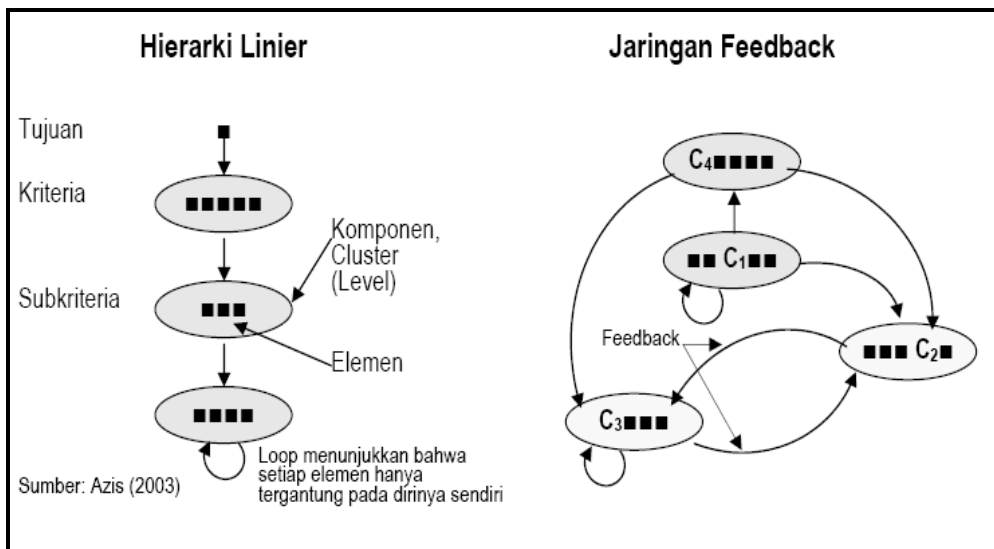 Hierarki Linier
Tujuan
Kriteria
Komponen,
Cluster
(Level)
Subkriteria
Elemen
Loop menunjukkan bahwa
setiap elemen hanya
tergantung pada dirinya sendiri
Sumber: Azis (2003)
Jaringan Feedback
C₄
C₁
Feedback
C₂
C₃